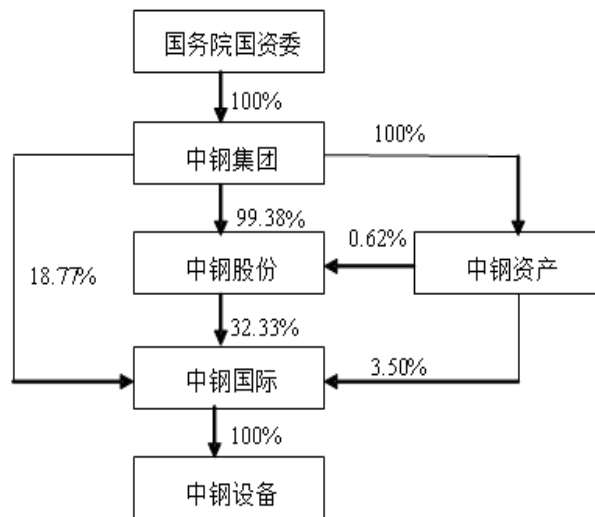 国务院国资委
100%
中钢集团
100%
99.38%
0.62%
中钢股份
中钢资产
18.77%
32.33%
中钢国际
3.50%
100%
中钢设备